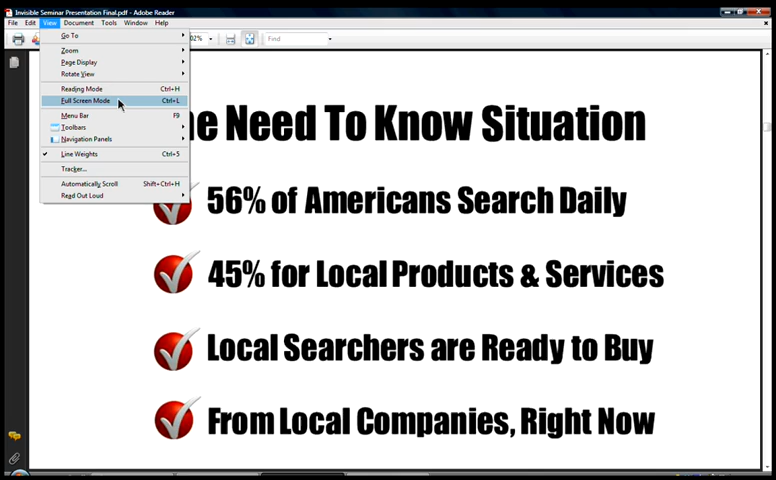 Invisible Seminar Presentation Final.pdf - Adobe Reader
File Edit View Document Tools Window Help
Go To
Zoom
Page Display
Rotate View
Reading Mode Ctrl+H
Full Screen Mode Ctrl+L
Menu Bar F9
Toolbars
Navigation Panels
Line Weights Ctrl+5
Tracker...
Automatically Scroll Shift+Ctrl+H
Read Out Loud
Find
Need To Know Situation
56% of Americans Search Daily
45% for Local Products & Services
Local Searchers are Ready to Buy
From Local Companies, Right Now